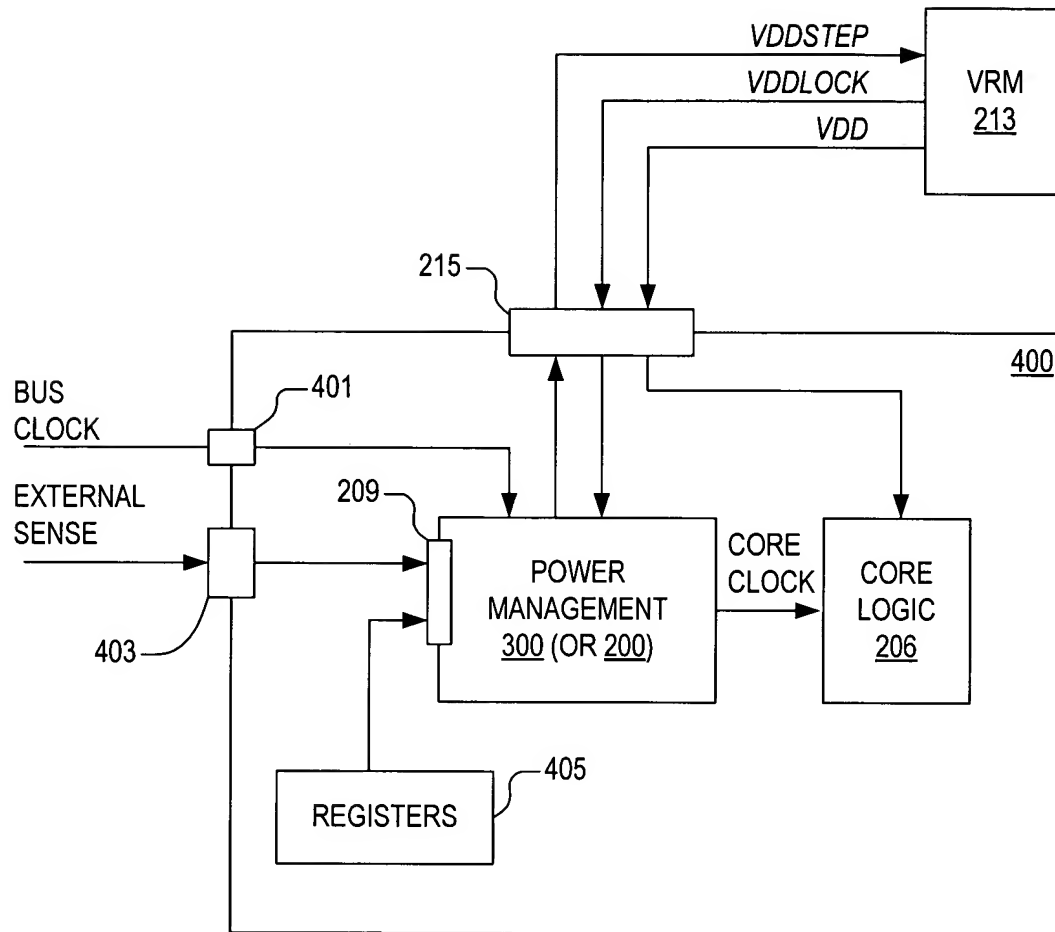 VDDSTEP
VDDLOCK
VDD
VRM
213
215
400
BUS
CLOCK
401
EXTERNAL
SENSE
403
209
POWER
MANAGEMENT
300 (OR 200)
CORE
CLOCK
CORE
LOGIC
206
REGISTERS
405